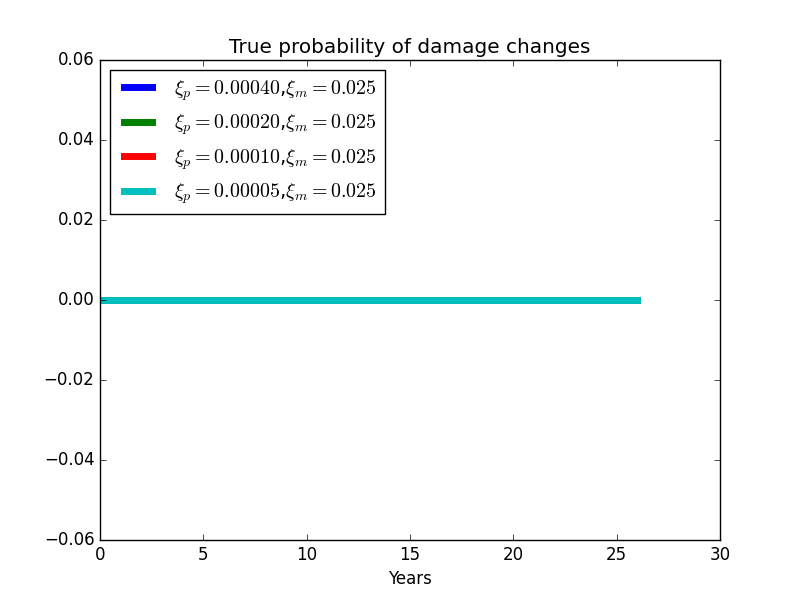 True probability of damage changes
0.06
0.04
0.02
0.00
−0.02
−0.04
−0.06
ξₚ = 0.00040,ξₘ = 0.025
ξₚ = 0.00020,ξₘ = 0.025
ξₚ = 0.00010,ξₘ = 0.025
ξₚ = 0.00005,ξₘ = 0.025
0 5 10 15 20 25 30
Years